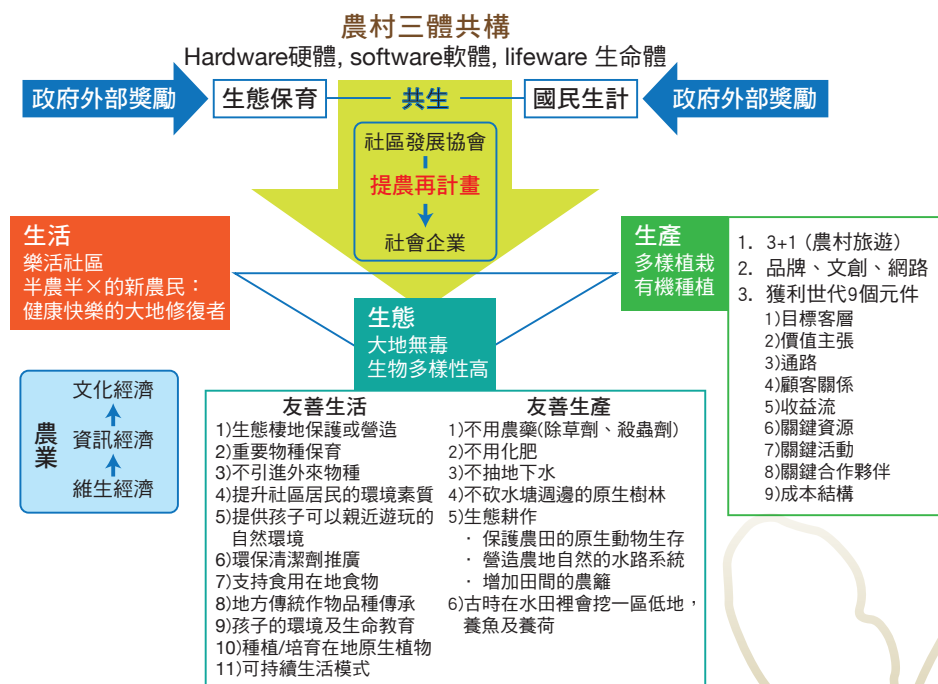 農村三體共構
Hardware硬體, software軟體, lifeware 生命體
政府外部獎勵
生態保育
共生
國民生計
政府外部獎勵
社區發展協會
提農再計畫
社會企業
生活
樂活社區
半農半×的新農民：
健康快樂的大地修復者
生產
多樣植栽
有機種植
1. 3+1 (農村旅遊)
2. 品牌、文創、網路
3. 獲利世代9個元件
1)目標客層
2)價值主張
3)通路
4)顧客關係
5)收益流
6)關鍵資源
7)關鍵活動
8)關鍵合作夥伴
9)成本結構
生態
大地無毒
生物多樣性高
農業
文化經濟
資訊經濟
維生經濟
友善生活
1)生態棲地保護或營造
2)重要物種保育
3)不引進外來物種
4)提升社區居民的環境素質
5)提供孩子可以親近遊玩的
自然環境
6)環保清潔劑推廣
7)支持食用在地食物
8)地方傳統作物品種傳承
9)孩子的環境及生命教育
10)種植/培育在地原生植物
11)可持續生活模式
友善生產
1)不用農藥(除草劑、殺蟲劑)
2)不用化肥
3)不抽地下水
4)不砍水塘週邊的原生樹林
5)生態耕作
· 保護農田的原生動物生存
· 營造農地自然的水路系統
· 增加田間的農籬
6)古時在水田裡會挖一區低地，
養魚及養荷